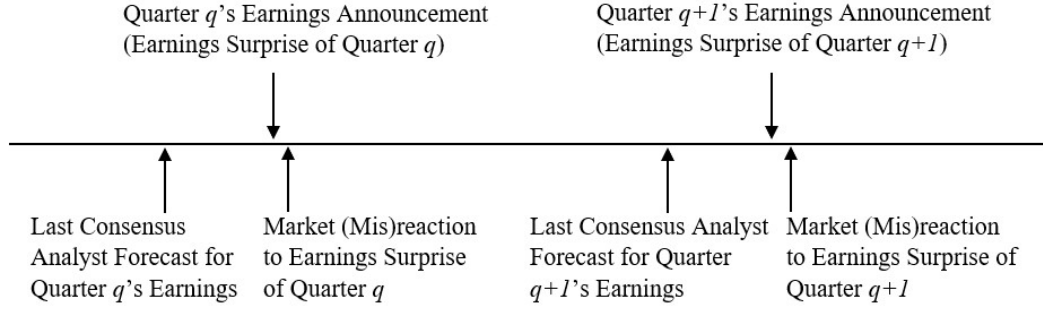 Quarter q's Earnings Announcement
(Earnings Surprise of Quarter q)
Quarter q+1's Earnings Announcement
(Earnings Surprise of Quarter q+1)
Last Consensus
Analyst Forecast for
Quarter q's Earnings
Market (Mis)reaction
to Earnings Surprise
of Quarter q
Last Consensus Analyst
Forecast for Quarter
q+1's Earnings
Market (Mis)reaction
to Earnings Surprise of
Quarter q+1